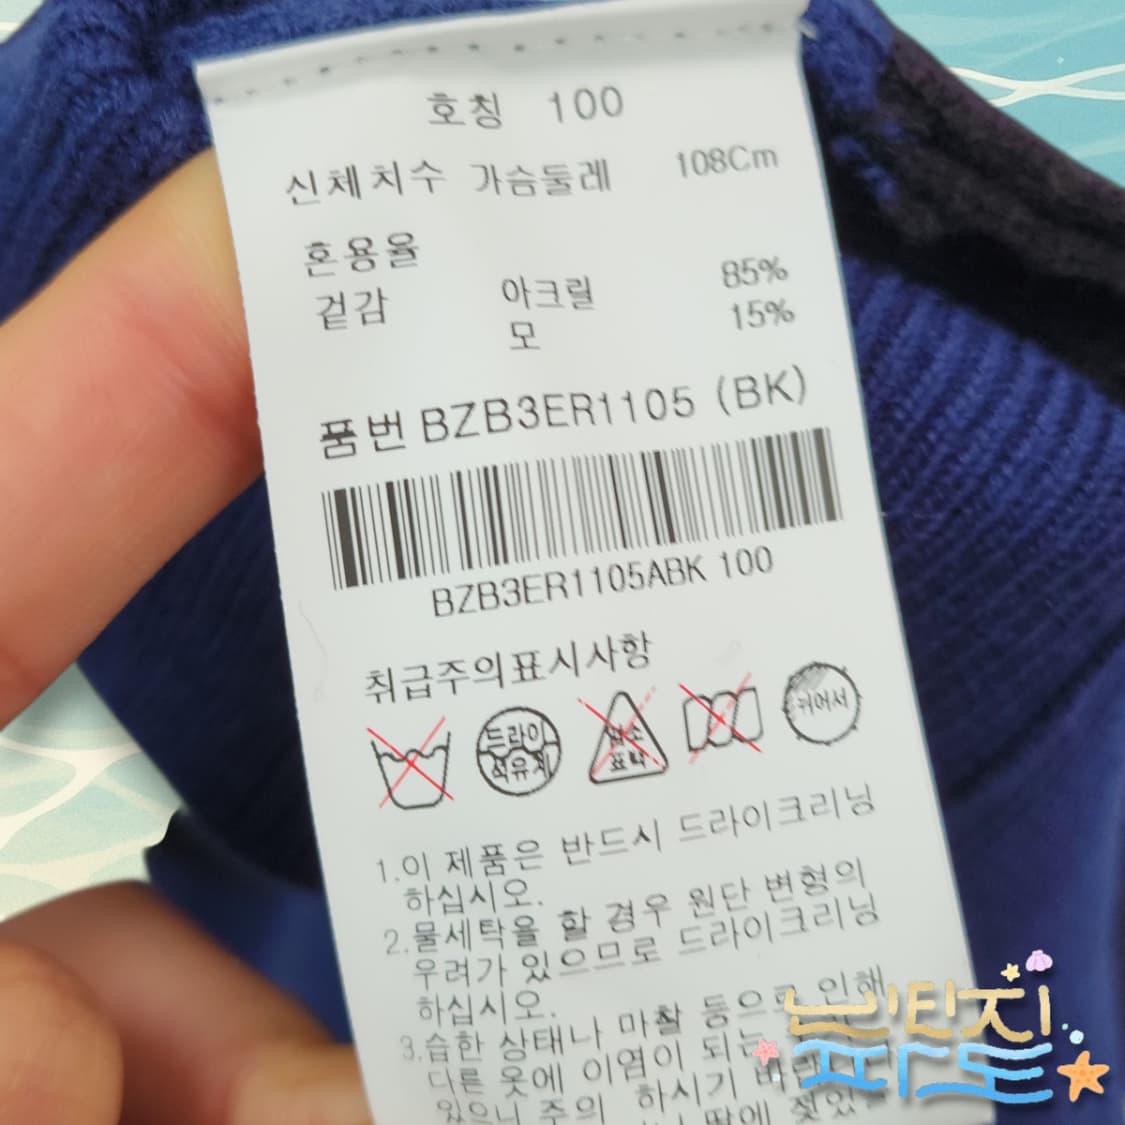 호칭 100
신체치수 가슴둘레 108Cm
혼용율
겉감 아크릴 85%
모 15%
품번 BZB3ER1105 (BK)
BZB3ER1105ABK 100
취급주의표시사항
드라이
석유계
염소
표백
뉘어서
1.이 제품은 반드시 드라이크리닝
하십시오.
2.물세탁을 할 경우 원단 변형의
우려가 있으므로 드라이크리닝
하십시오.
3.습한 상태나 마찰 등으로 인해
다른 옷에 이염이 되는
있으니 주의 하시기
땀에 젖
빈티지
파도